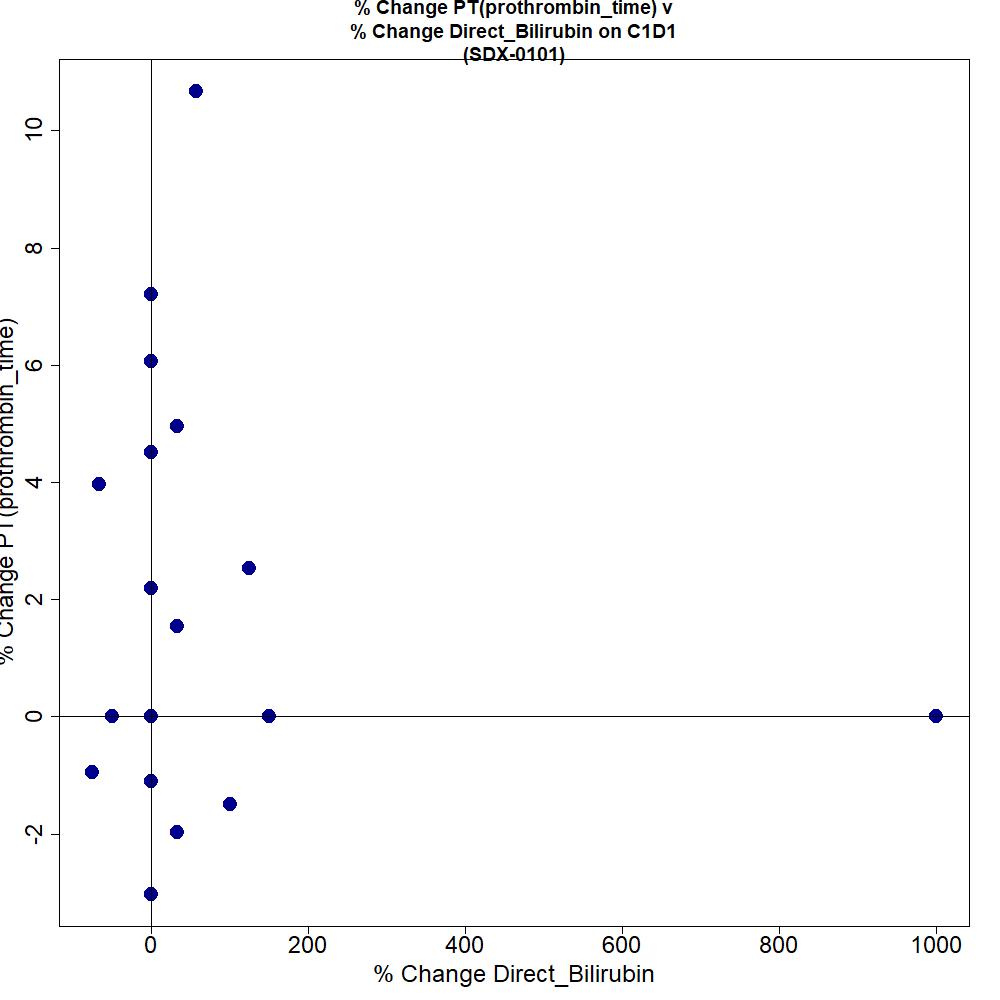 % Change PT(prothrombin_time) v
% Change Direct_Bilirubin on C1D1
(SDX-0101)
% Change PT(prothrombin_time)
10
8
6
4
2
0
-2
0 200 400 600 800 1000
% Change Direct_Bilirubin